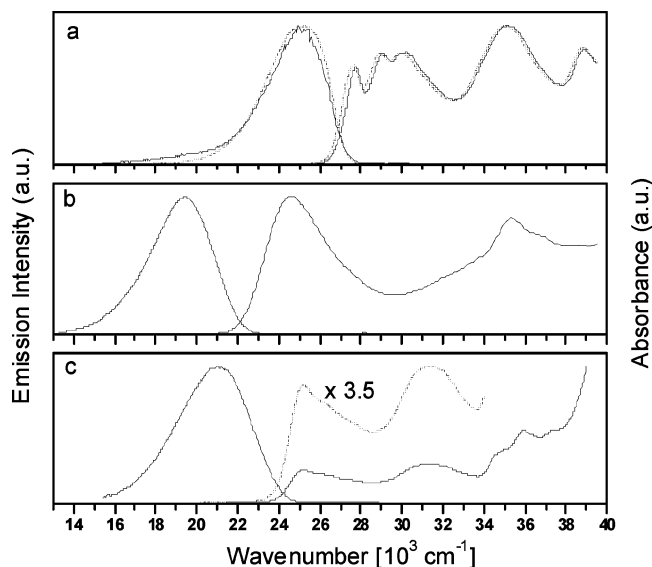 a
b
c
x 3.5
Emission Intensity (a.u.)
Absorbance (a.u.)
14 16 18 20 22 24 26 28 30 32 34 36 38 40
Wavenumber [10³ cm⁻¹]